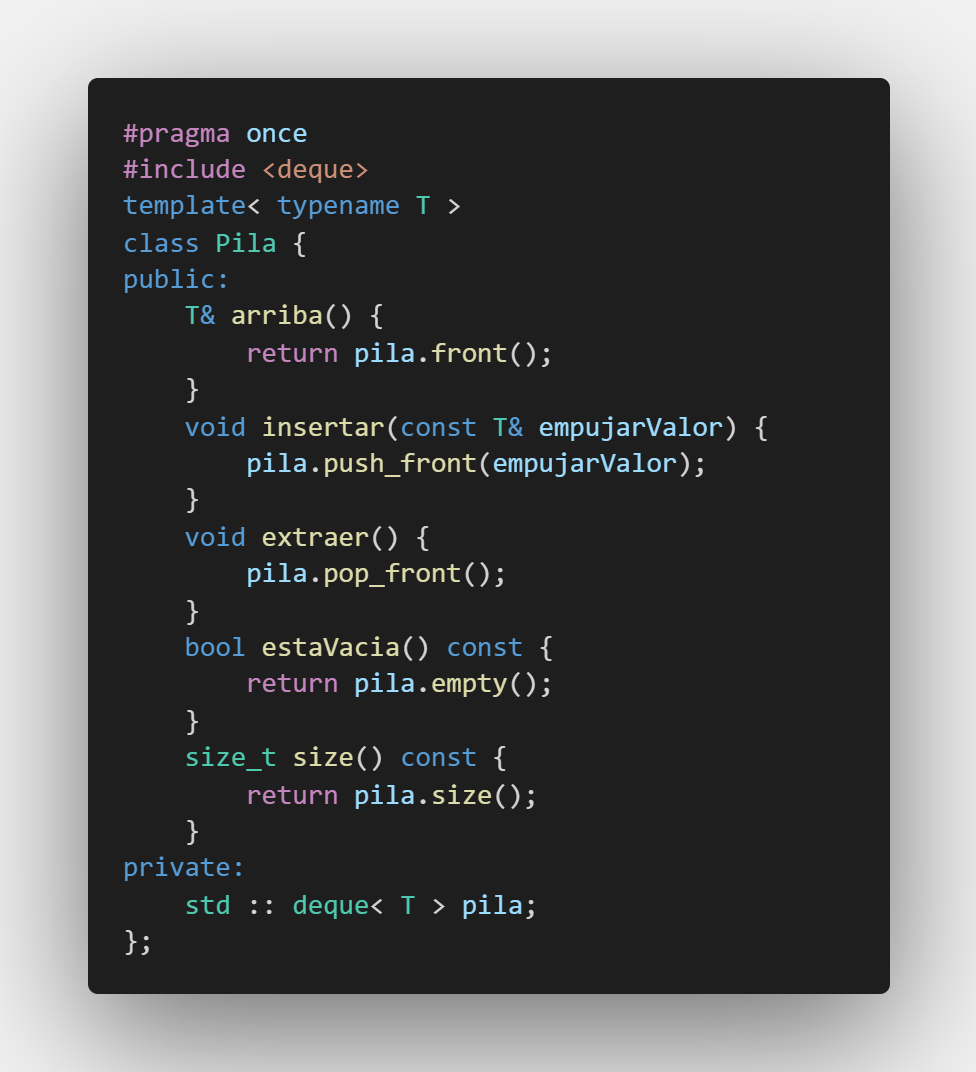 #pragma once
#include <deque>
template< typename T >
class Pila {
public:
    T& arriba() {
        return pila.front();
    }
    void insertar(const T& empujarValor) {
        pila.push_front(empujarValor);
    }
    void extraer() {
        pila.pop_front();
    }
    bool estaVacia() const {
        return pila.empty();
    }
    size_t size() const {
        return pila.size();
    }
private:
    std :: deque< T > pila;
};